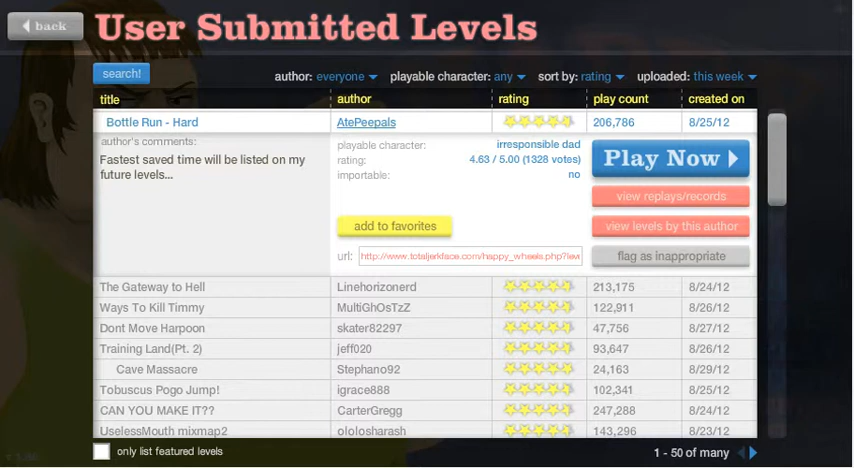 back
User Submitted Levels
search!
author: everyone playable character: any sort by: rating uploaded: this week
title author rating play count created on
Bottle Run - Hard AtePeepals 206,786 8/25/12
author's comments:
Fastest saved time will be listed on my
future levels...
playable character: irresponsible dad
rating: 4.63 / 5.00 (1328 votes)
importable: no
add to favorites
url: http://www.totaljerkface.com/happy_wheels.php?lev
Play Now
view replays/records
view levels by this author
flag as inappropriate
The Gateway to Hell Linehorizonerd 213,175 8/24/12
Ways To Kill Timmy MultiGhOsTzZ 122,911 8/26/12
Dont Move Harpoon skater82297 47,756 8/27/12
Training Land(Pt. 2) jeff020 93,647 8/26/12
Cave Massacre Stephano92 24,163 8/29/12
Tobuscus Pogo Jump! igrace888 102,341 8/25/12
CAN YOU MAKE IT?? CarterGregg 247,288 8/24/12
UselessMouth mixmap2 ololosharash 143,296 8/23/12
only list featured levels
1 - 50 of many